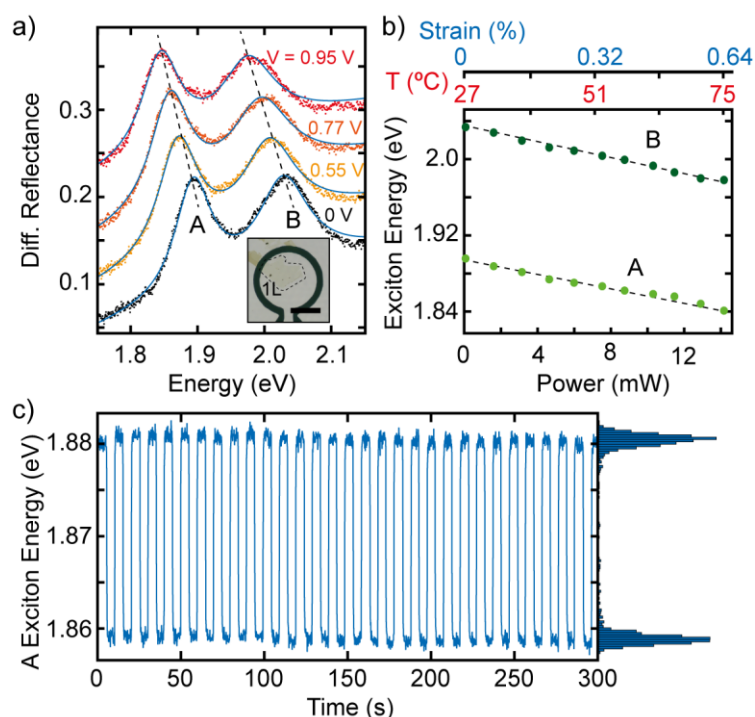 a)
Diff. Reflectance
0.3
0.2
0.1
V = 0.95 V
0.77 V
0.55 V
0 V
A
B
1L
1.8 1.9 2.0 2.1
Energy (eV)
b)
Strain (%)
0 0.32 0.64
T (ºC)
27 51 75
Exciton Energy (eV)
2.0
1.92
1.84
B
A
0 4 8 12
Power (mW)
c)
A Exciton Energy (eV)
1.88
1.87
1.86
0 50 100 150 200 250 300
Time (s)